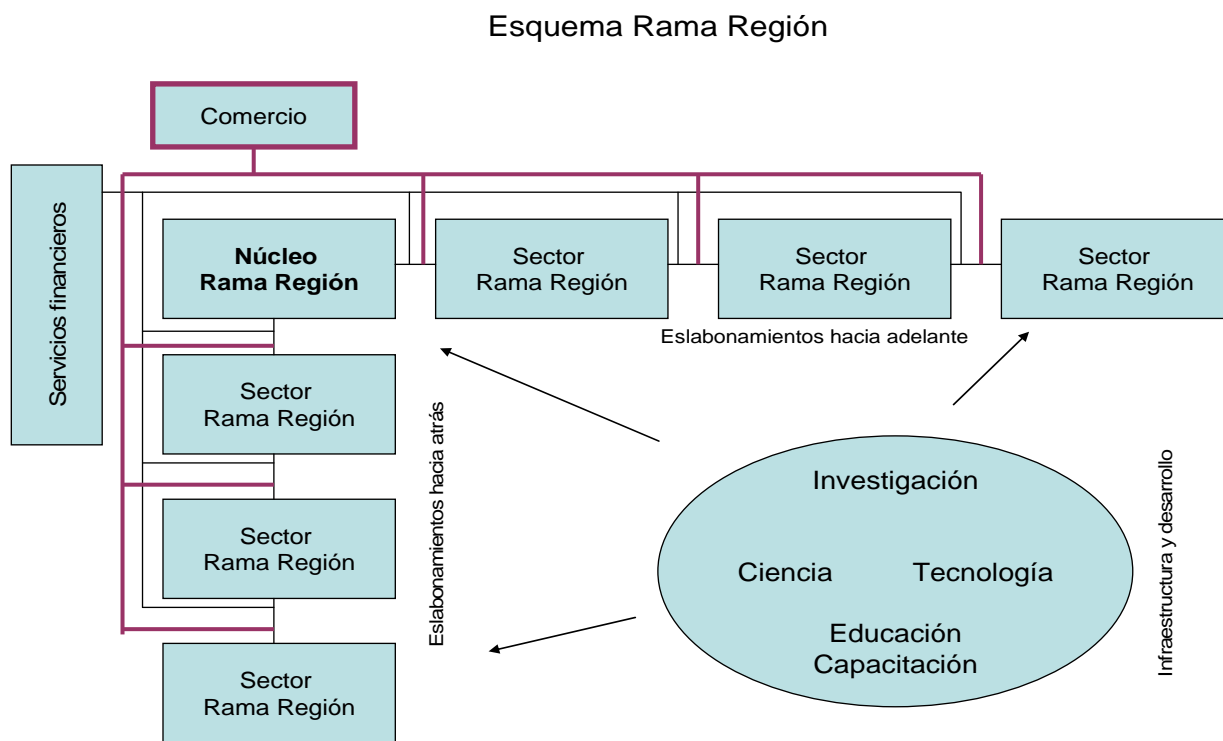 Esquema Rama Región
Comercio
Servicios financieros
Núcleo
Rama Región
Sector
Rama Región
Sector
Rama Región
Sector
Rama Región
Eslabonamientos hacia adelante
Sector
Rama Región
Sector
Rama Región
Sector
Rama Región
Eslabonamientos hacia atrás
Investigación
Ciencia
Tecnología
Educación
Capacitación
Infraestructura y desarrollo